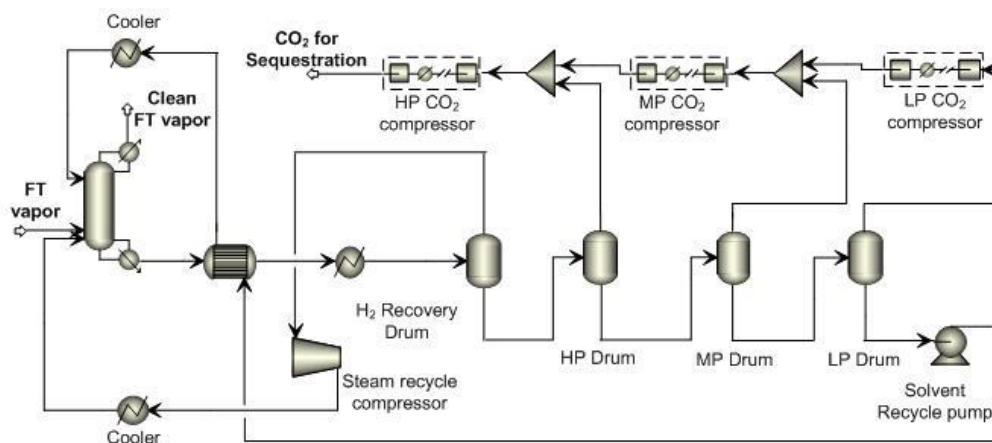 Cooler
CO₂ for
Sequestration
HP CO₂
compressor
MP CO₂
compressor
LP CO₂
compressor
Clean
FT vapor
FT
vapor
H₂ Recovery
Drum
HP Drum
MP Drum
LP Drum
Steam recycle
compressor
Solvent
Recycle pump
Cooler